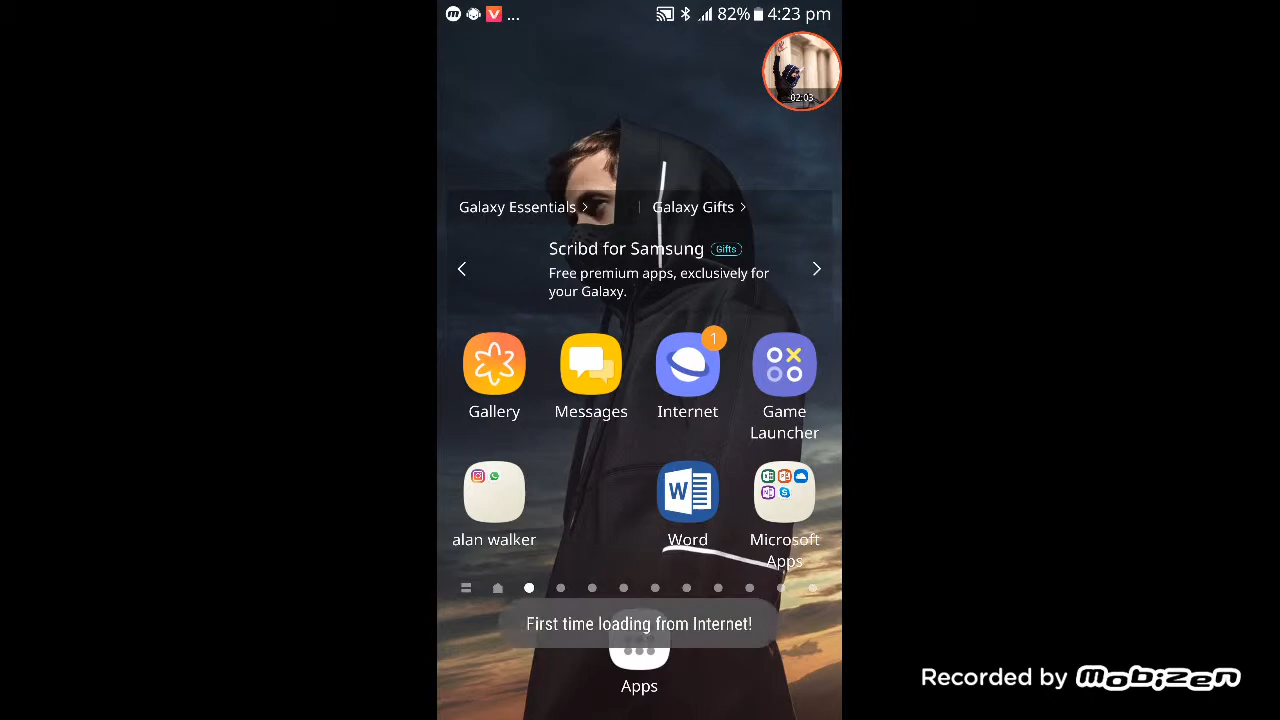 ... 82% 4:23 pm
02:03
Galaxy Essentials > | Galaxy Gifts >
Scribd for Samsung Gifts
Free premium apps, exclusively for
your Galaxy.
1
Gallery Messages Internet Game
Launcher
W
alan walker Word Microsoft
Apps
First time loading from Internet!
Apps
Recorded by mobizen